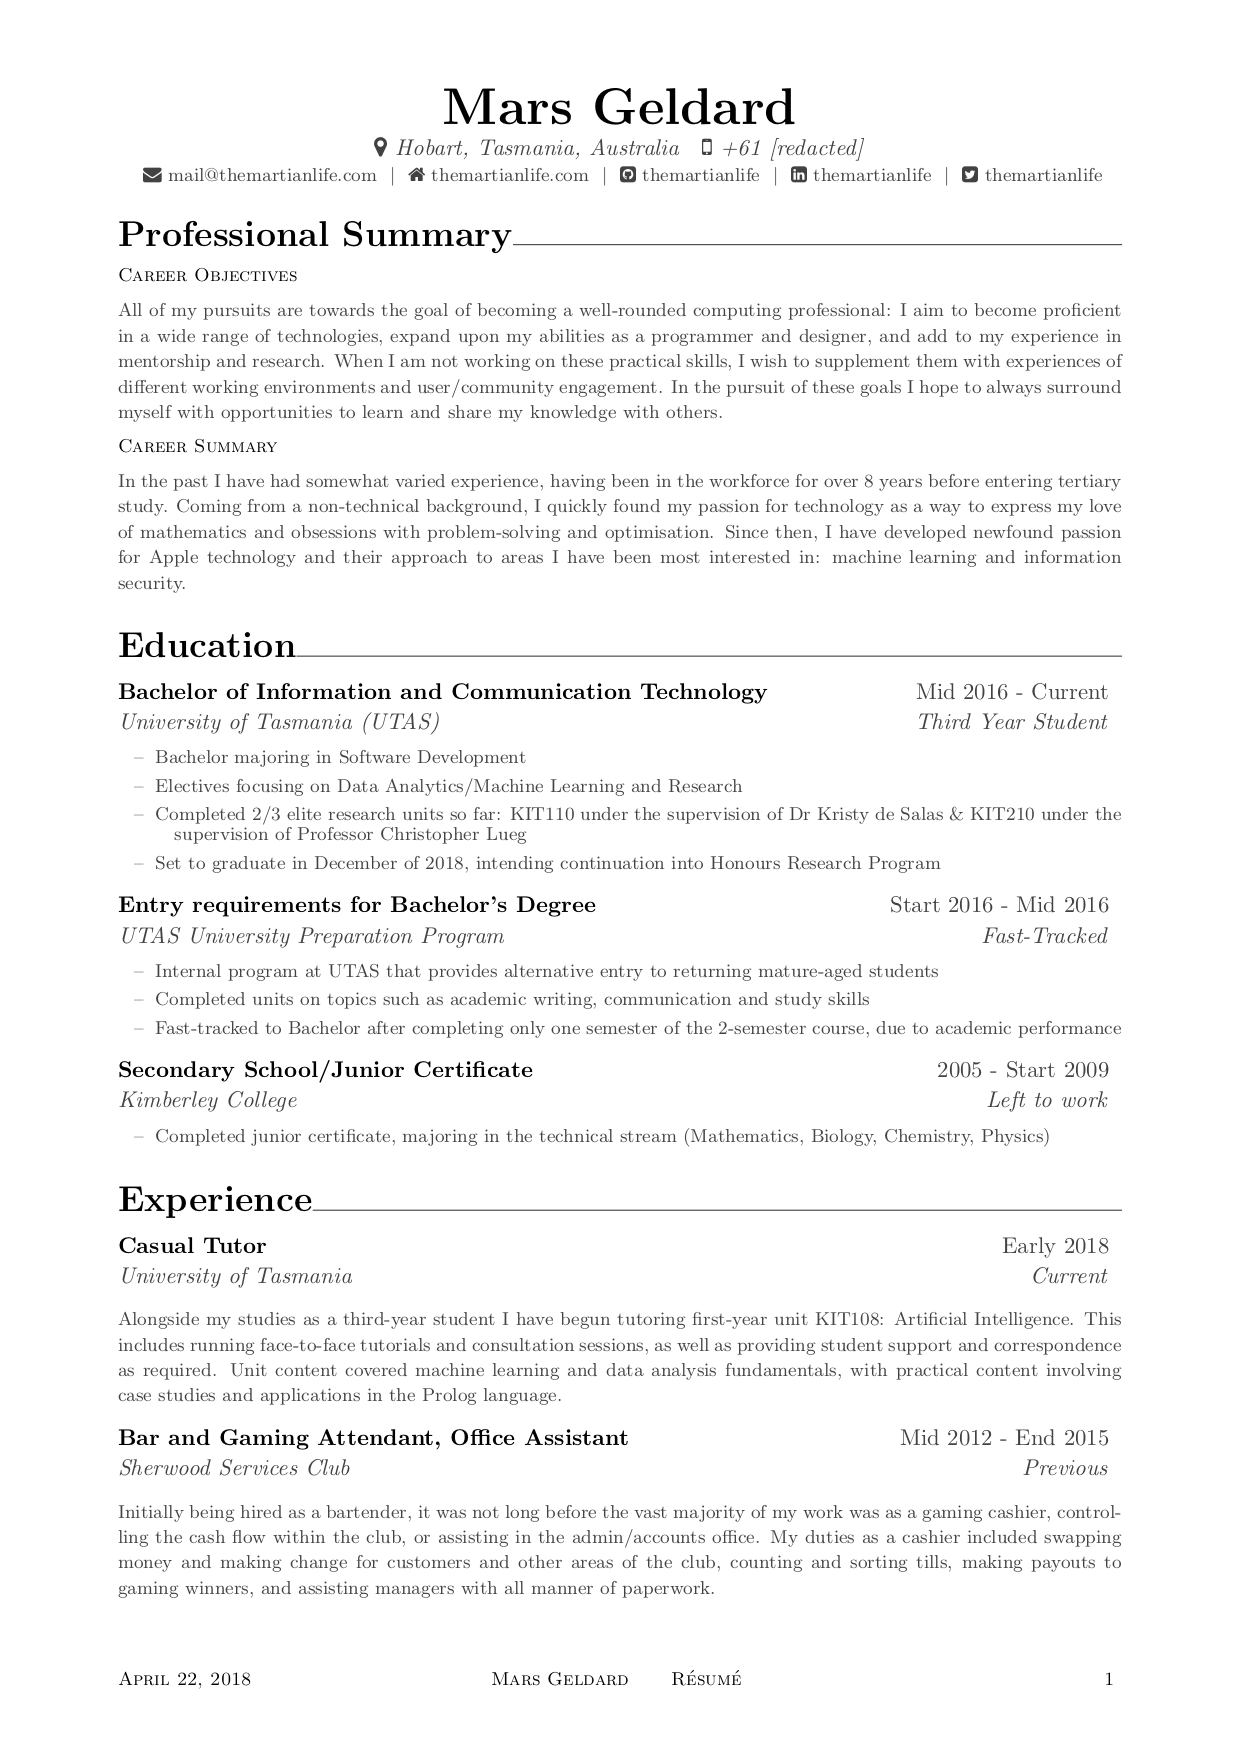 Mars Geldard
Hobart, Tasmania, Australia +61 [redacted]
mail@themartianlife.com | themartianlife.com | themartianlife | themartianlife | themartianlife
Professional Summary
Career Objectives
All of my pursuits are towards the goal of becoming a well-rounded computing professional: I aim to become proficient
in a wide range of technologies, expand upon my abilities as a programmer and designer, and add to my experience in
mentorship and research. When I am not working on these practical skills, I wish to supplement them with experiences of
different working environments and user/community engagement. In the pursuit of these goals I hope to always surround
myself with opportunities to learn and share my knowledge with others.
Career Summary
In the past I have had somewhat varied experience, having been in the workforce for over 8 years before entering tertiary
study. Coming from a non-technical background, I quickly found my passion for technology as a way to express my love
of mathematics and obsessions with problem-solving and optimisation. Since then, I have developed newfound passion
for Apple technology and their approach to areas I have been most interested in: machine learning and information
security.
Education
Bachelor of Information and Communication Technology Mid 2016 - Current
University of Tasmania (UTAS) Third Year Student
– Bachelor majoring in Software Development
– Electives focusing on Data Analytics/Machine Learning and Research
– Completed 2/3 elite research units so far: KIT110 under the supervision of Dr Kristy de Salas & KIT210 under the
supervision of Professor Christopher Lueg
– Set to graduate in December of 2018, intending continuation into Honours Research Program
Entry requirements for Bachelor's Degree Start 2016 - Mid 2016
UTAS University Preparation Program Fast-Tracked
– Internal program at UTAS that provides alternative entry to returning mature-aged students
– Completed units on topics such as academic writing, communication and study skills
– Fast-tracked to Bachelor after completing only one semester of the 2-semester course, due to academic performance
Secondary School/Junior Certificate 2005 - Start 2009
Kimberley College Left to work
– Completed junior certificate, majoring in the technical stream (Mathematics, Biology, Chemistry, Physics)
Experience
Casual Tutor Early 2018
University of Tasmania Current
Alongside my studies as a third-year student I have begun tutoring first-year unit KIT108: Artificial Intelligence. This
includes running face-to-face tutorials and consultation sessions, as well as providing student support and correspondence
as required. Unit content covered machine learning and data analysis fundamentals, with practical content involving
case studies and applications in the Prolog language.
Bar and Gaming Attendant, Office Assistant Mid 2012 - End 2015
Sherwood Services Club Previous
Initially being hired as a bartender, it was not long before the vast majority of my work was as a gaming cashier, control-
ling the cash flow within the club, or assisting in the admin/accounts office. My duties as a cashier included swapping
money and making change for customers and other areas of the club, counting and sorting tills, making payouts to
gaming winners, and assisting managers with all manner of paperwork.
April 22, 2018 Mars Geldard Résumé 1